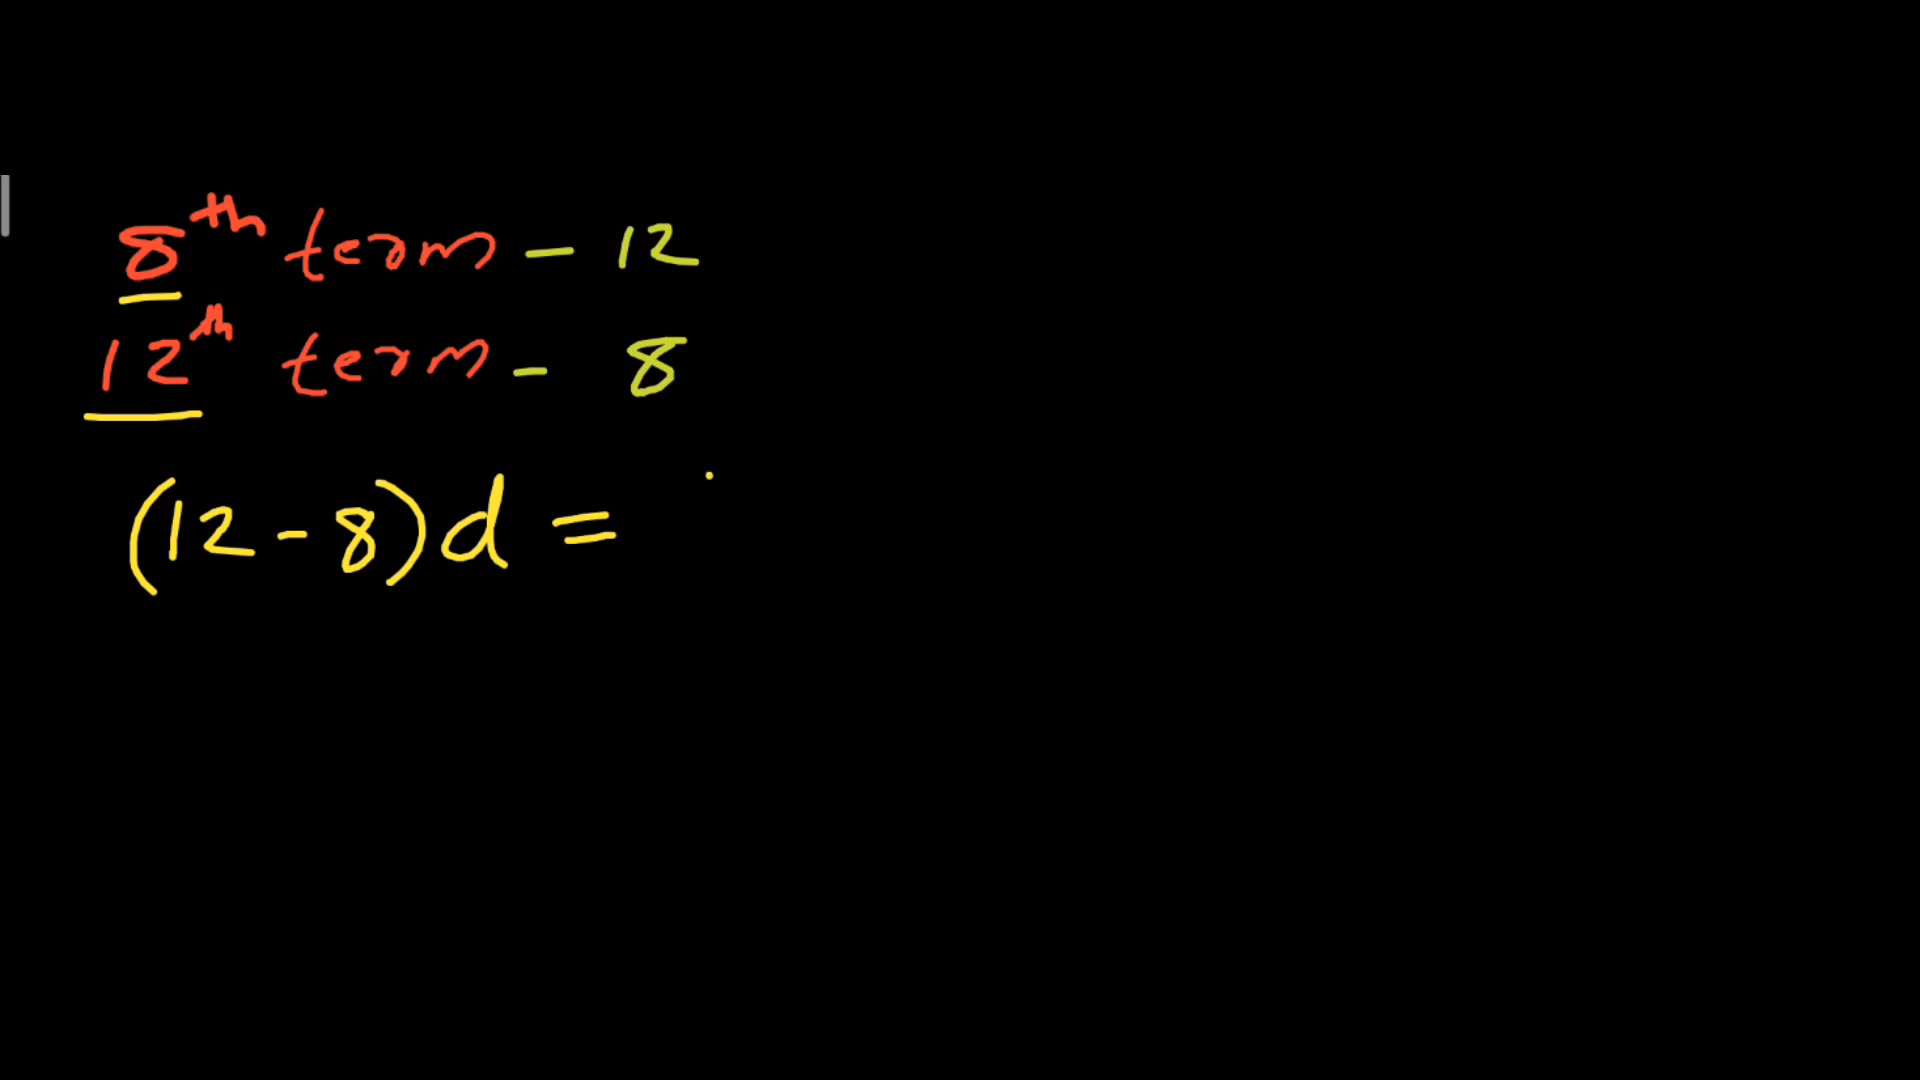 8th term - 12
12th term - 8
(12-8)d =